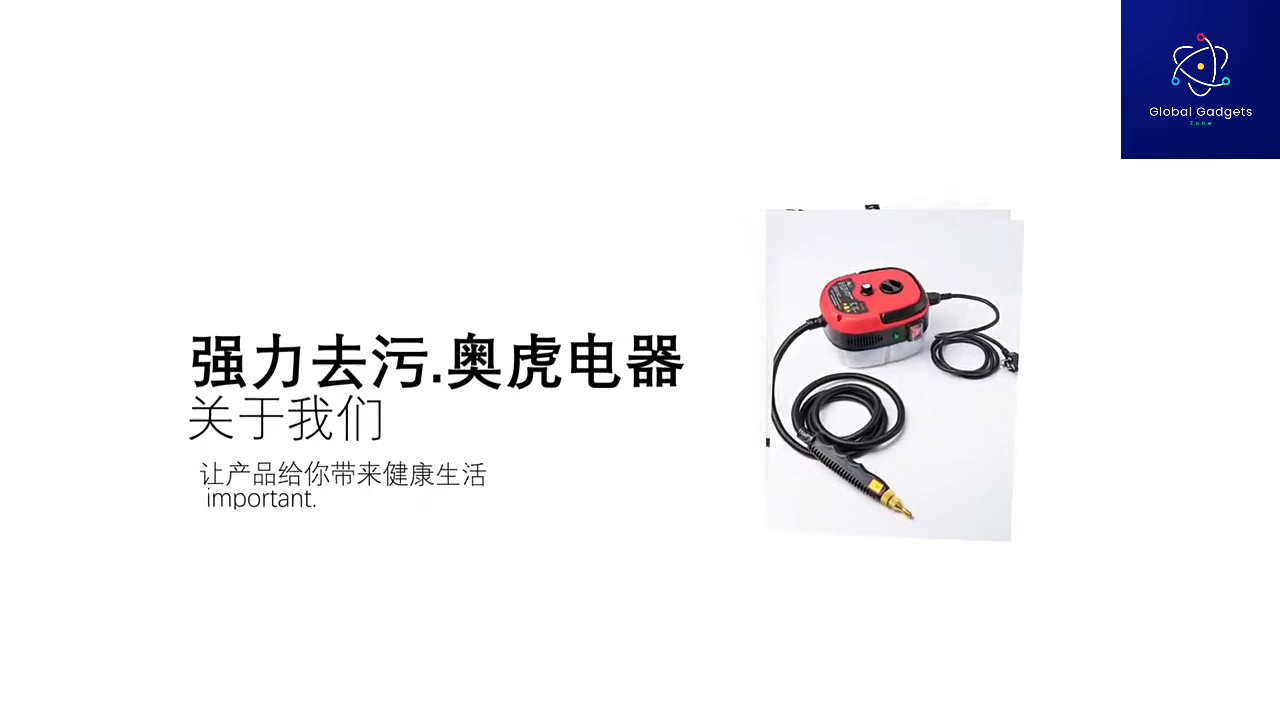 Global Gadgets
Zone
强力去污.奥虎电器
关于我们
让产品给你带来健康生活
important.